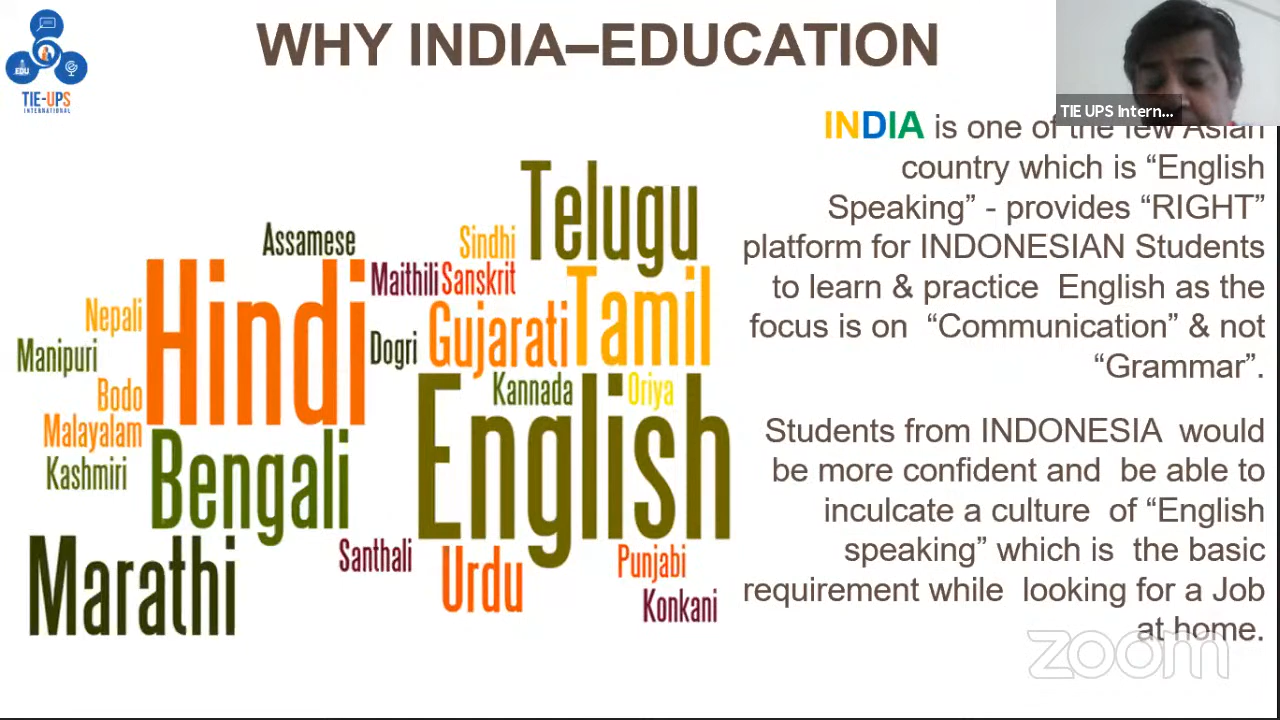 EDU
TIE-UPS
INTERNATIONAL
WHY INDIA–EDUCATION
TIE UPS Intern...
INDIA is one of the few Asian
country which is “English
Speaking” - provides “RIGHT”
platform for INDONESIAN Students
to learn & practice English as the
focus is on “Communication” & not
“Grammar”.
Students from INDONESIA would
be more confident and be able to
inculcate a culture of “English
speaking” which is the basic
requirement while looking for a Job
at home.
Telugu
Assamese
Sindhi
Hindi
Maithili
Sanskrit
Tamil
Nepali
Gujarati
Manipuri
Dogri
Bodo
Kannada
Oriya
English
Malayalam
Kashmiri
Bengali
Marathi
Santhali
Urdu
Punjabi
Konkani
zoom